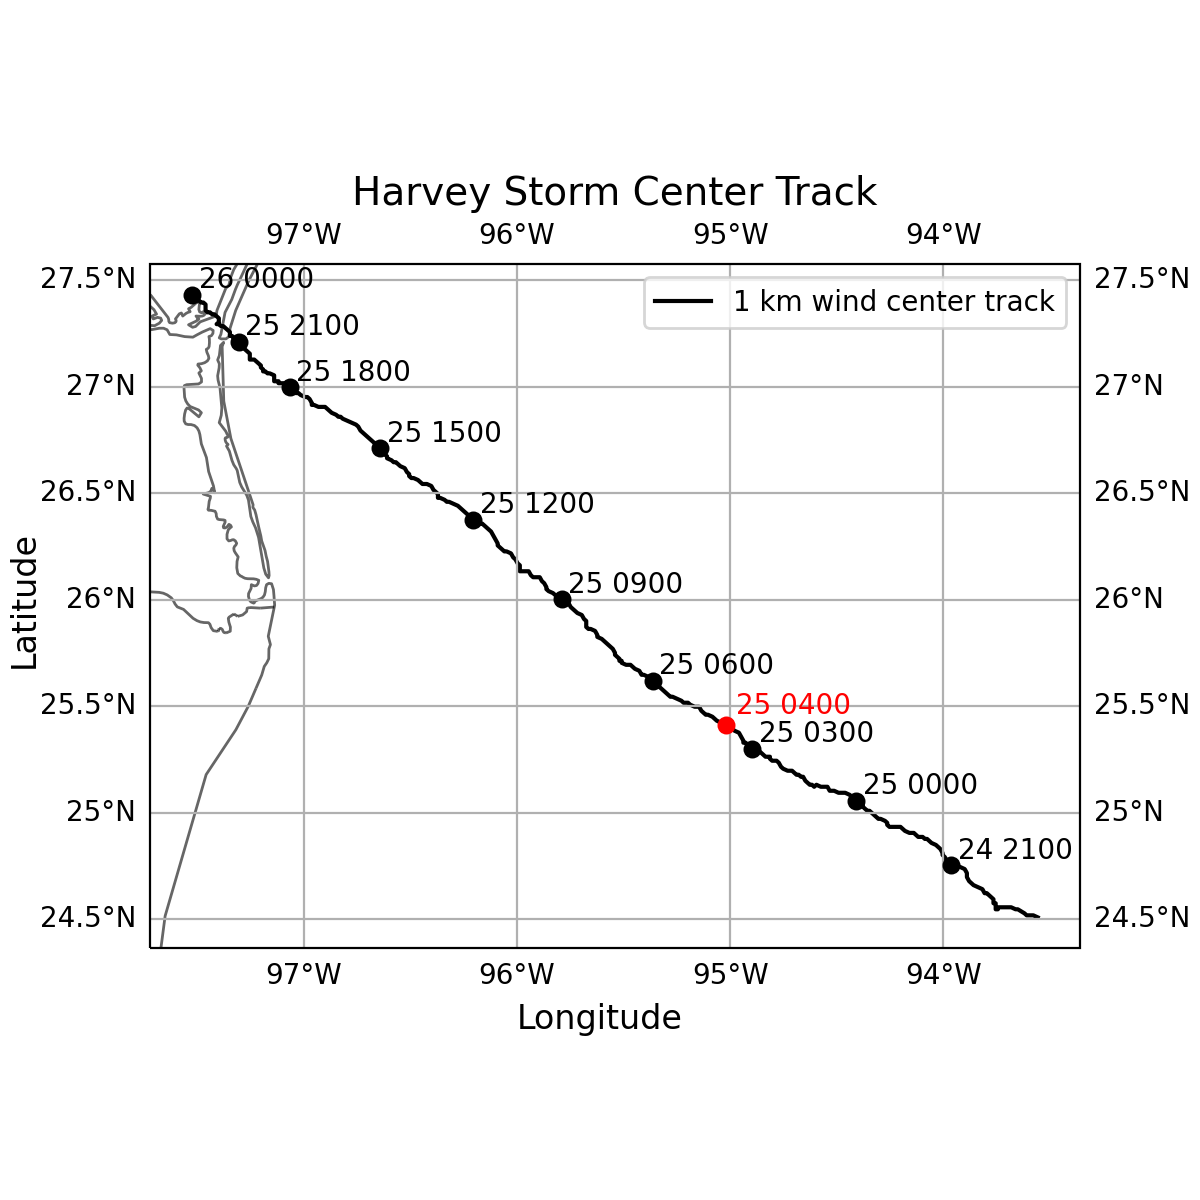 Harvey Storm Center Track
97°W 96°W 95°W 94°W
27.5°N 26 0000 1 km wind center track 27.5°N
25 2100
27°N 25 1800 27°N
25 1500
26.5°N 25 1200 26.5°N
26°N 25 0900 26°N
25 0600
25.5°N 25 0400 25.5°N
25 0300
25 0000
25°N 25°N
24 2100
24.5°N 24.5°N
97°W 96°W 95°W 94°W
Longitude
Latitude